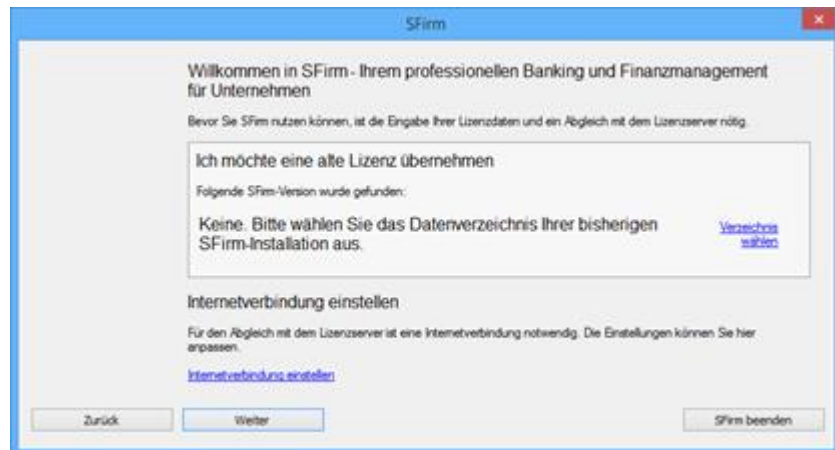 SFirm
Willkommen in SFirm - Ihrem professionellen Banking und Finanzmanagement
für Unternehmen
Bevor Sie SFirm nutzen können, ist die Eingabe Ihrer Lizenzdaten und ein Abgleich mit dem Lizenzserver nötig.
Ich möchte eine alte Lizenz übernehmen
Folgende SFirm-Version wurde gefunden:
Keine. Bitte wählen Sie das Datenverzeichnis Ihrer bisherigen
SFirm-Installation aus.
Verzeichnis
wählen
Internetverbindung einstellen
Für den Abgleich mit dem Lizenzserver ist eine Internetverbindung notwendig. Die Einstellungen können Sie hier
anpassen.
Internetverbindung einstellen
Zurück
Weiter
SFirm beenden